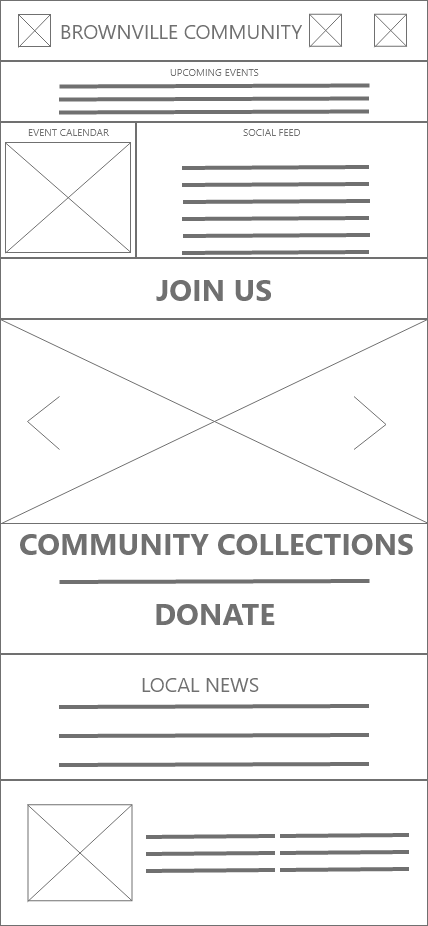 BROWNVILLE COMMUNITY
UPCOMING EVENTS
EVENT CALENDAR
SOCIAL FEED
JOIN US
COMMUNITY COLLECTIONS
DONATE
LOCAL NEWS